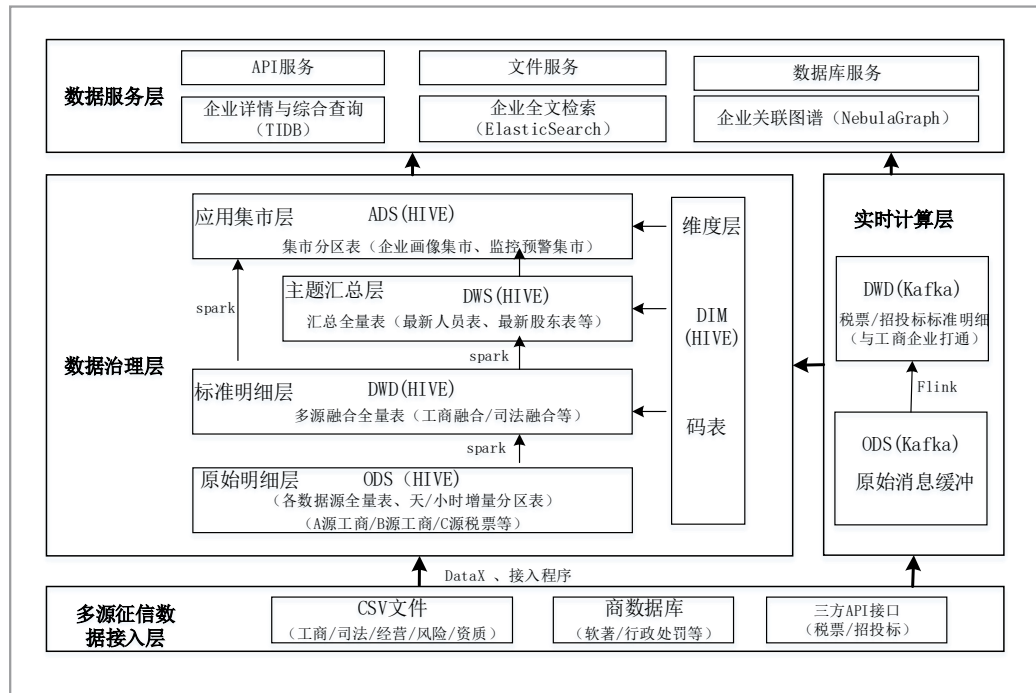 数据服务层
API服务
文件服务
数据库服务
企业详情与综合查询
（TIDB）
企业全文检索
（ElasticSearch）
企业关联图谱（NebulaGraph）
数据治理层
应用集市层
ADS(HIVE)
集市分区表（企业画像集市、监控预警集市）
spark
主题汇总层
DWS(HIVE)
汇总全量表（最新人员表、最新股东表等）
spark
标准明细层
DWD(HIVE)
多源融合全量表（工商融合/司法融合等）
spark
原始明细层
ODS（HIVE）
（各数据源全量表、天/小时增量分区表）
（A源工商/B源工商/C源税票等）
维度层
DIM
(HIVE)
码表
实时计算层
DWD(Kafka)
税票/招投标标准明细
（与工商企业打通）
Flink
ODS(Kafka)
原始消息缓冲
DataX 、接入程序
多源征信数
据接入层
CSV文件
（工商/司法/经营/风险/资质）
商数据库
（软著/行政处罚等）
三方API接口
（税票/招投标）